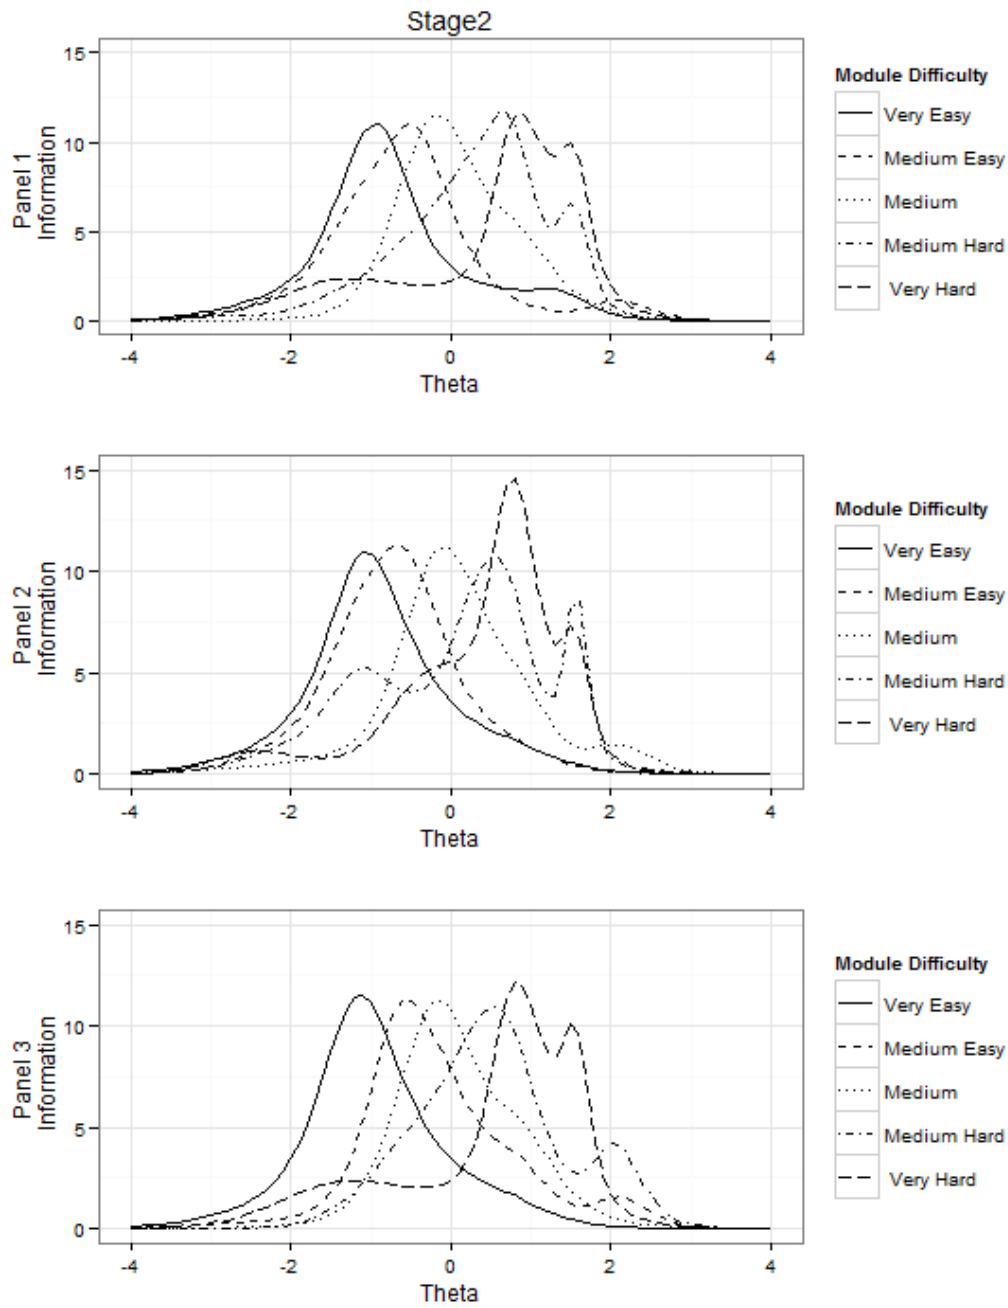 Stage2
Panel 1
Information
15
10
5
0
-4
-2
0
2
4
Theta
Module Difficulty
Very Easy
Medium Easy
Medium
Medium Hard
Very Hard
Panel 2
Information
15
10
5
0
-4
-2
0
2
4
Theta
Module Difficulty
Very Easy
Medium Easy
Medium
Medium Hard
Very Hard
Panel 3
Information
15
10
5
0
-4
-2
0
2
4
Theta
Module Difficulty
Very Easy
Medium Easy
Medium
Medium Hard
Very Hard